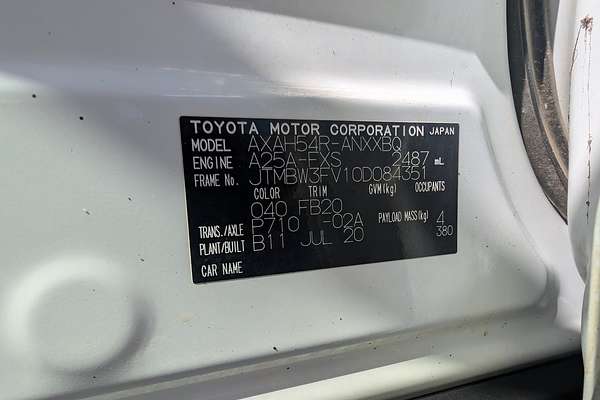 TOYOTA MOTOR CORPORATION JAPAN
MODEL AXAH54R-ANXXBQ
ENGINE A25A-FXS 2487 mL
FRAME No. JTMBW3FV10D084351
COLOR TRIM GVM(kg) OCCUPANTS
040 FB20
TRANS./AXLE P710 -02A PAYLOAD MASS(kg) 4
PLANT/BUILT B11 JUL 20 380
CAR NAME